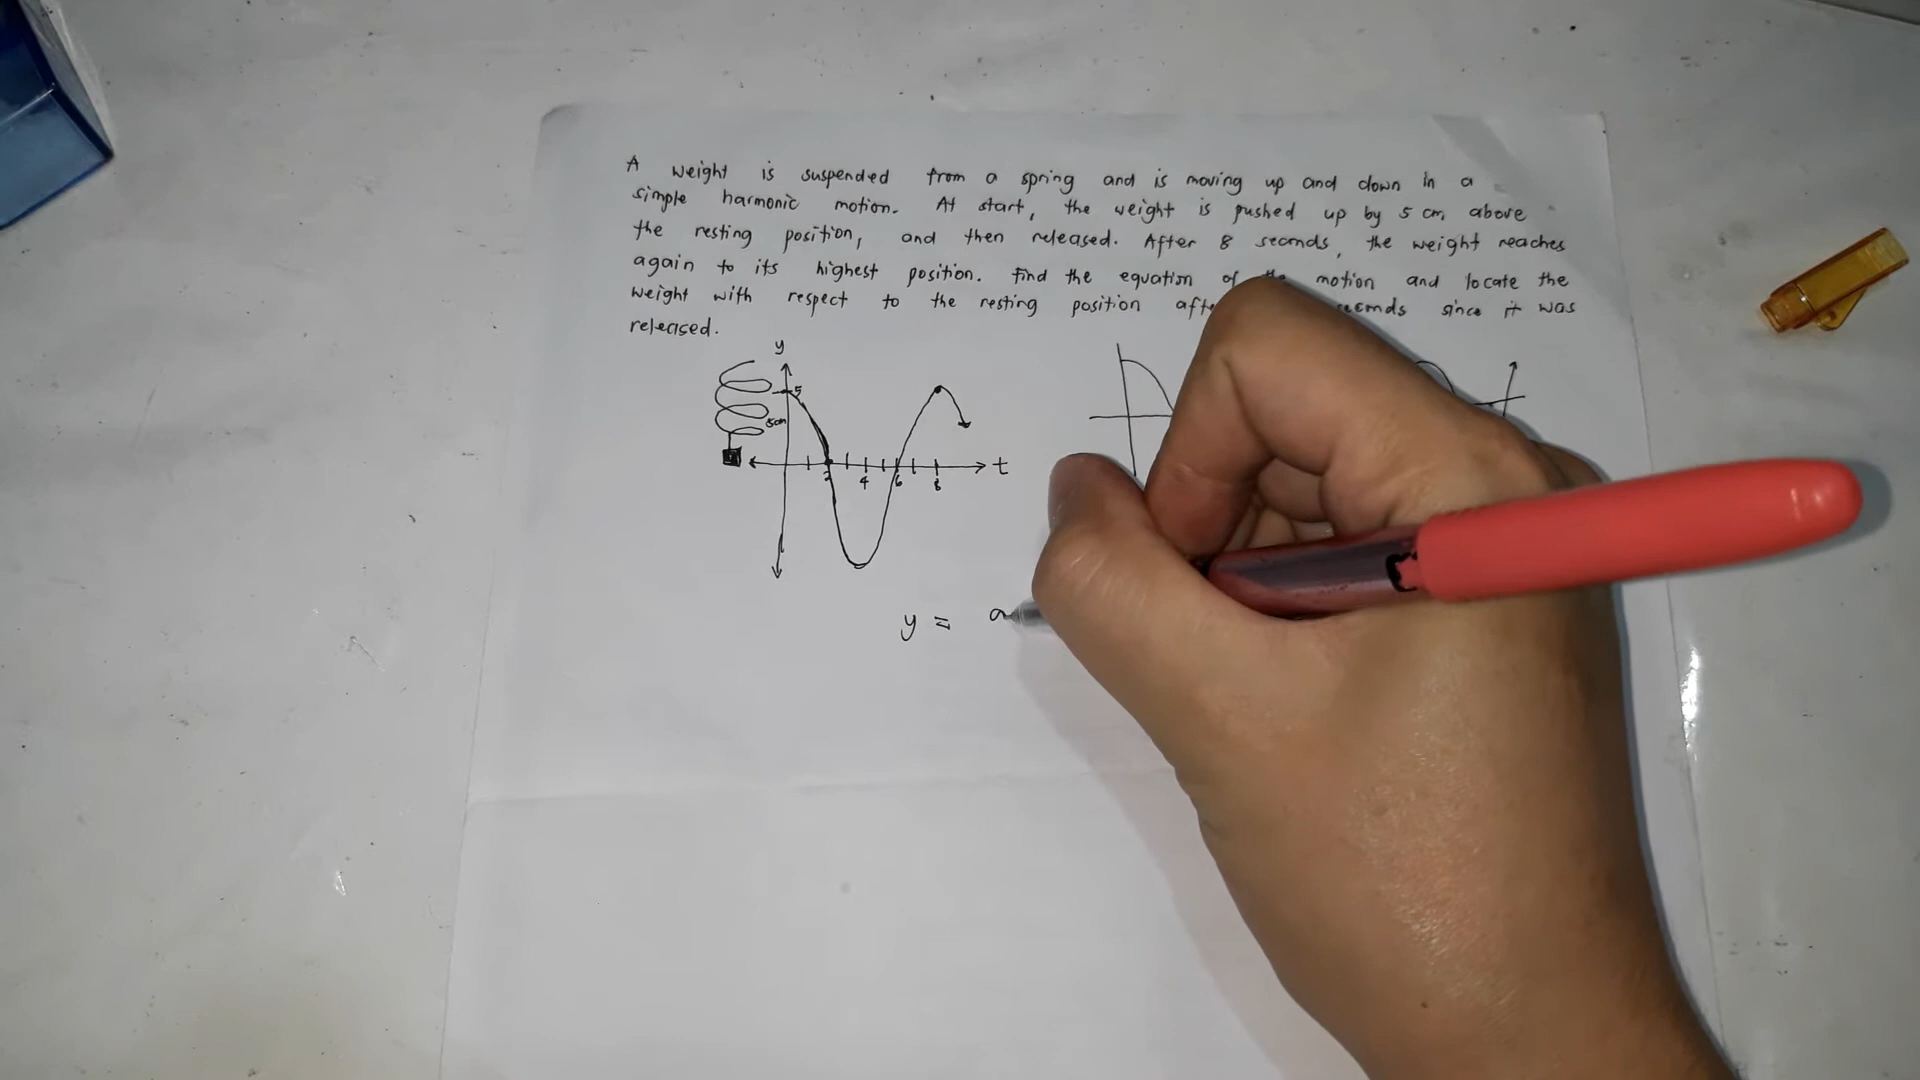 A weight is suspended from a spring and is moving up and down in a
simple harmonic motion. At start, the weight is pushed up by 5 cm above
the resting position, and then released. After 8 seconds, the weight reaches
again to its highest position. Find the equation of motion and locate the
weight with respect to the resting position seconds since it was
released.
y
5
5cm
t
2 4 6 8
y = a